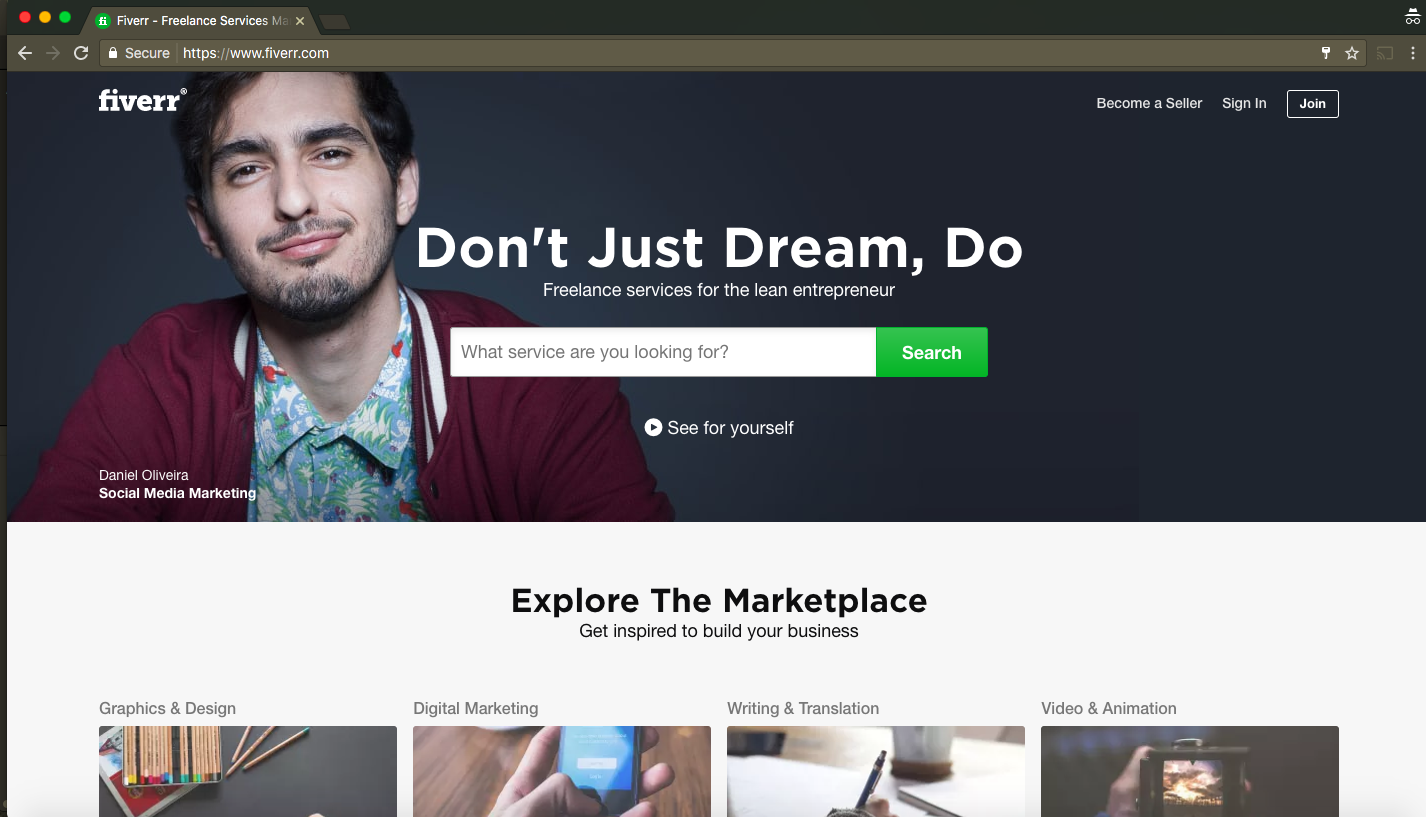 Fiverr - Freelance Services Ma
Secure https://www.fiverr.com
fiverr®
Become a Seller
Sign In
Join
Don't Just Dream, Do
Freelance services for the lean entrepreneur
What service are you looking for?
Search
See for yourself
Daniel Oliveira
Social Media Marketing
Explore The Marketplace
Get inspired to build your business
Graphics & Design
Digital Marketing
Writing & Translation
Video & Animation